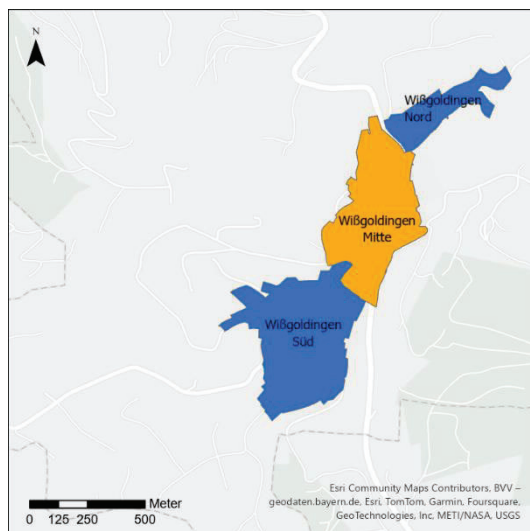 N
Wißgoldingen
Nord
Wißgoldingen
Mitte
Wißgoldingen
Süd
Meter
0 125 250 500
Esri Community Maps Contributors, BVV –
geodaten.bayern.de, Esri, TomTom, Garmin, Foursquare,
GeoTechnologies, Inc, METI/NASA, USGS